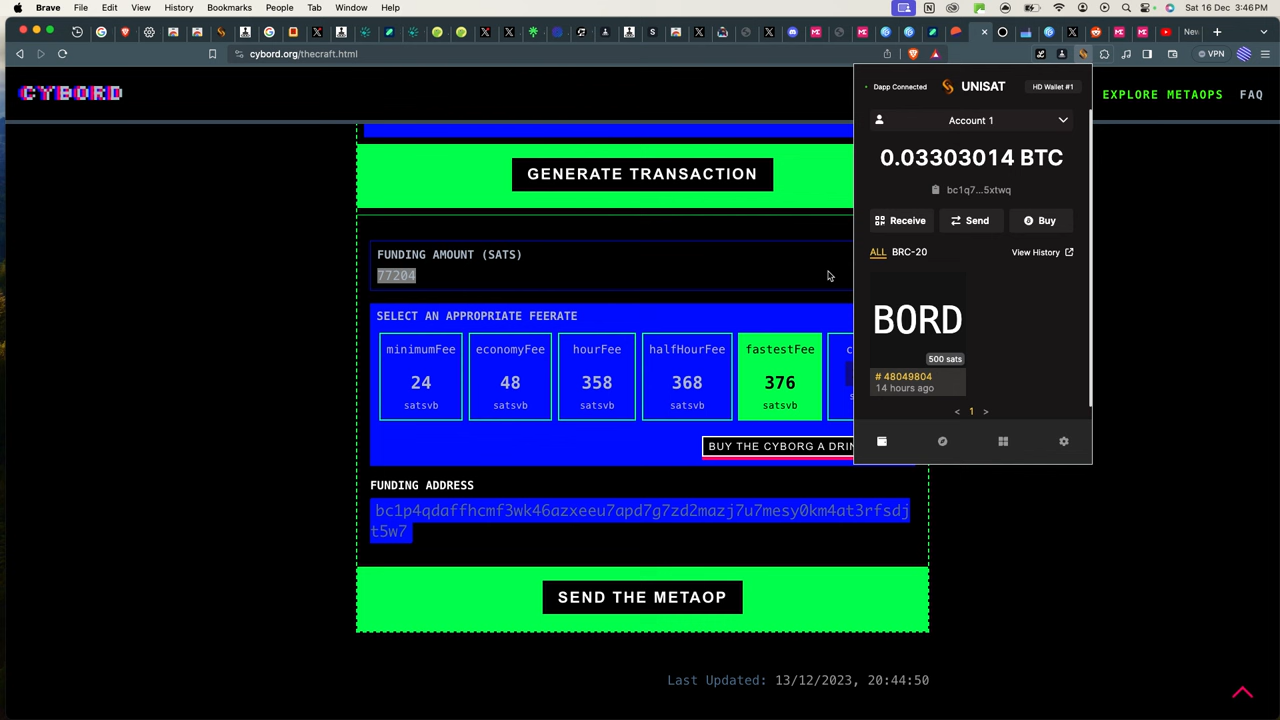 Brave File Edit View History Bookmarks People Tab Window Help Sat 16 Dec 3:46 PM
New
cybord.org/thecraft.html VPN
CYBORD EXPLORE METAOPS FAQ
GENERATE TRANSACTION
FUNDING AMOUNT (SATS)
77204
SELECT AN APPROPRIATE FEERATE
minimumFee economyFee hourFee halfHourFee fastestFee c
24 48 358 368 376
satsvb satsvb satsvb satsvb satsvb s
BUY THE CYBORG A DRIN
FUNDING ADDRESS
bc1p4qdaffhcmf3wk46azxeeu7apd7g7zd2mazj7u7mesy0km4at3rfsdj
t5w7
SEND THE METAOP
Last Updated: 13/12/2023, 20:44:50
Dapp Connected UNISAT HD Wallet #1
Account 1
0.03303014 BTC
bc1q7...5xtwq
Receive Send Buy
ALL BRC-20 View History
BORD
500 sats
# 48049804
14 hours ago
< 1 >